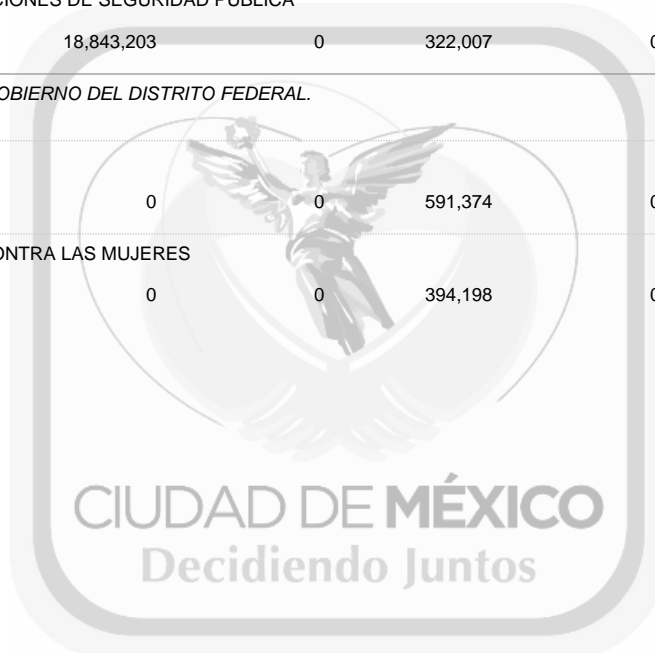 CIONES DE SEGURIDAD PÚBLICA
18,843,203 0 322,007 0
OBIERNO DEL DISTRITO FEDERAL.
0 0 591,374 0
ONTRA LAS MUJERES
0 0 394,198 0
CIUDAD DE MÉXICO
Decidiendo Juntos